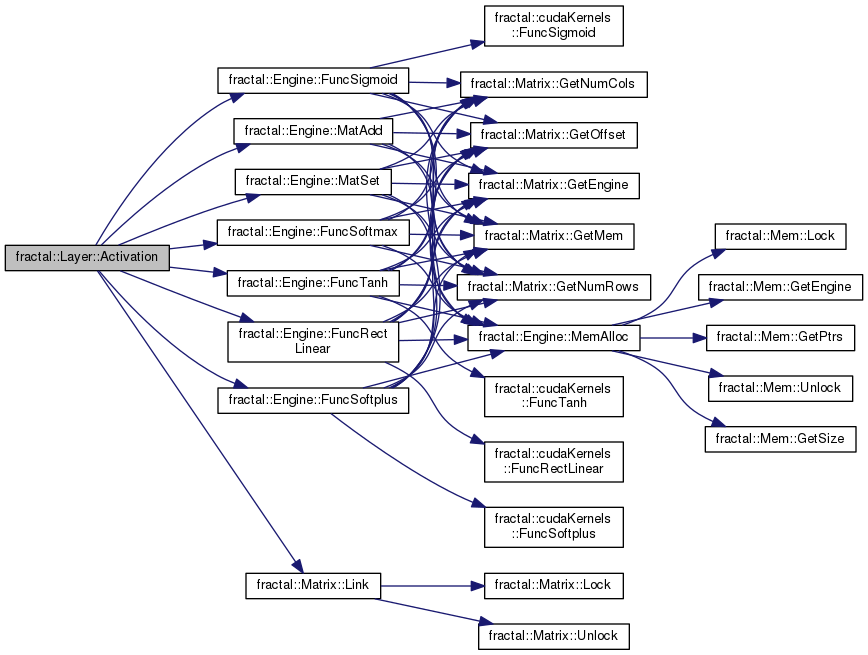 fractal::Layer::Activation
fractal::Engine::FuncSigmoid
fractal::Engine::MatAdd
fractal::Engine::MatSet
fractal::Engine::FuncSoftmax
fractal::Engine::FuncTanh
fractal::Engine::FuncRect
Linear
fractal::Engine::FuncSoftplus
fractal::Matrix::Link
fractal::cudaKernels
::FuncSigmoid
fractal::Matrix::GetNumCols
fractal::Matrix::GetOffset
fractal::Matrix::GetEngine
fractal::Matrix::GetMem
fractal::Matrix::GetNumRows
fractal::Engine::MemAlloc
fractal::cudaKernels
::FuncTanh
fractal::cudaKernels
::FuncRectLinear
fractal::cudaKernels
::FuncSoftplus
fractal::Matrix::Lock
fractal::Matrix::Unlock
fractal::Mem::Lock
fractal::Mem::GetEngine
fractal::Mem::GetPtrs
fractal::Mem::Unlock
fractal::Mem::GetSize